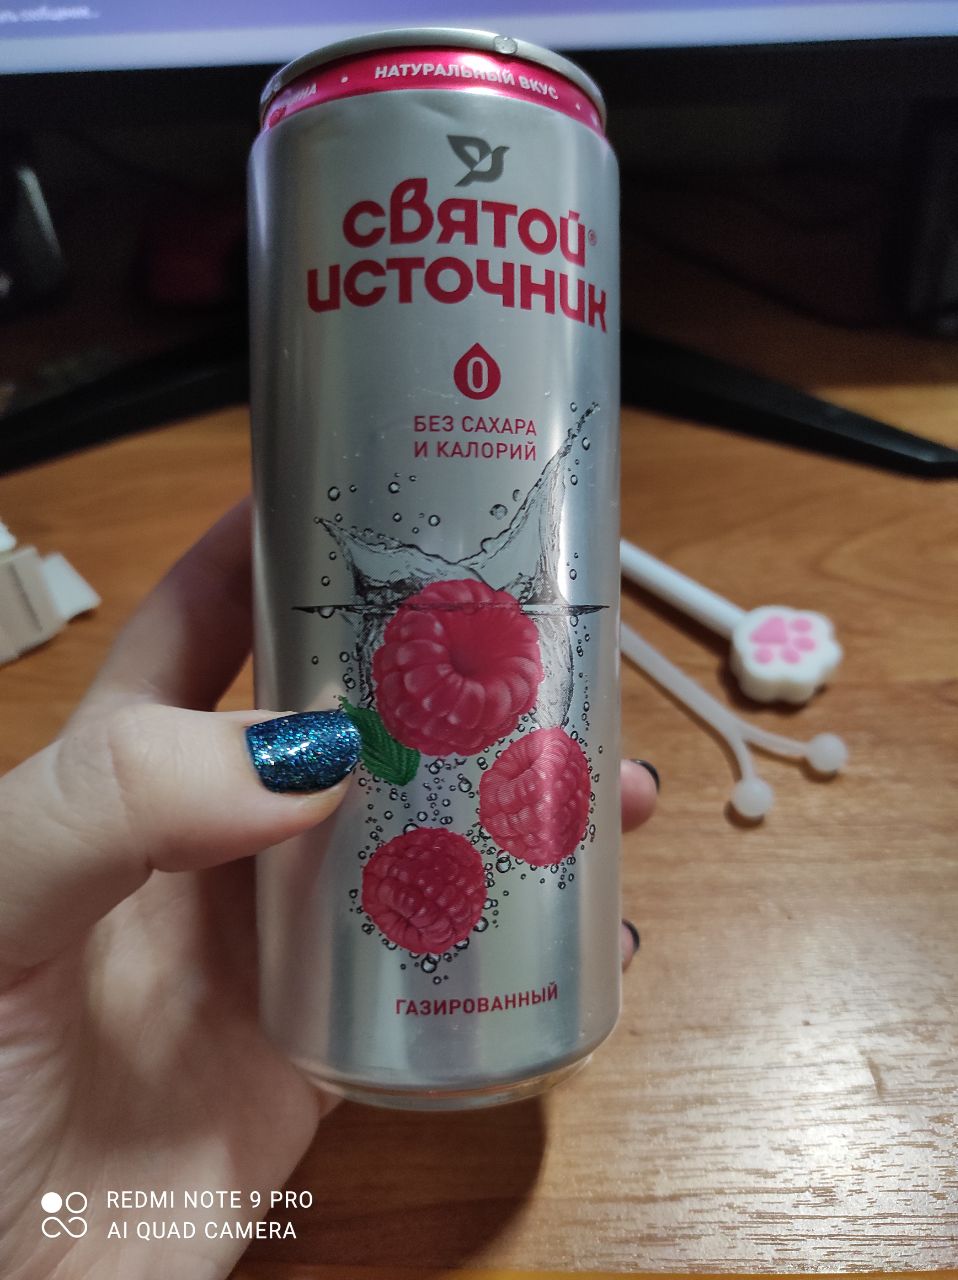 НАТУРАЛЬНЫЙ ВКУС
СВЯТОЙ®
ИСТОЧНИК
0
БЕЗ САХАРА
И КАЛОРИЙ
ГАЗИРОВАННЫЙ
REDMI NOTE 9 PRO
AI QUAD CAMERA